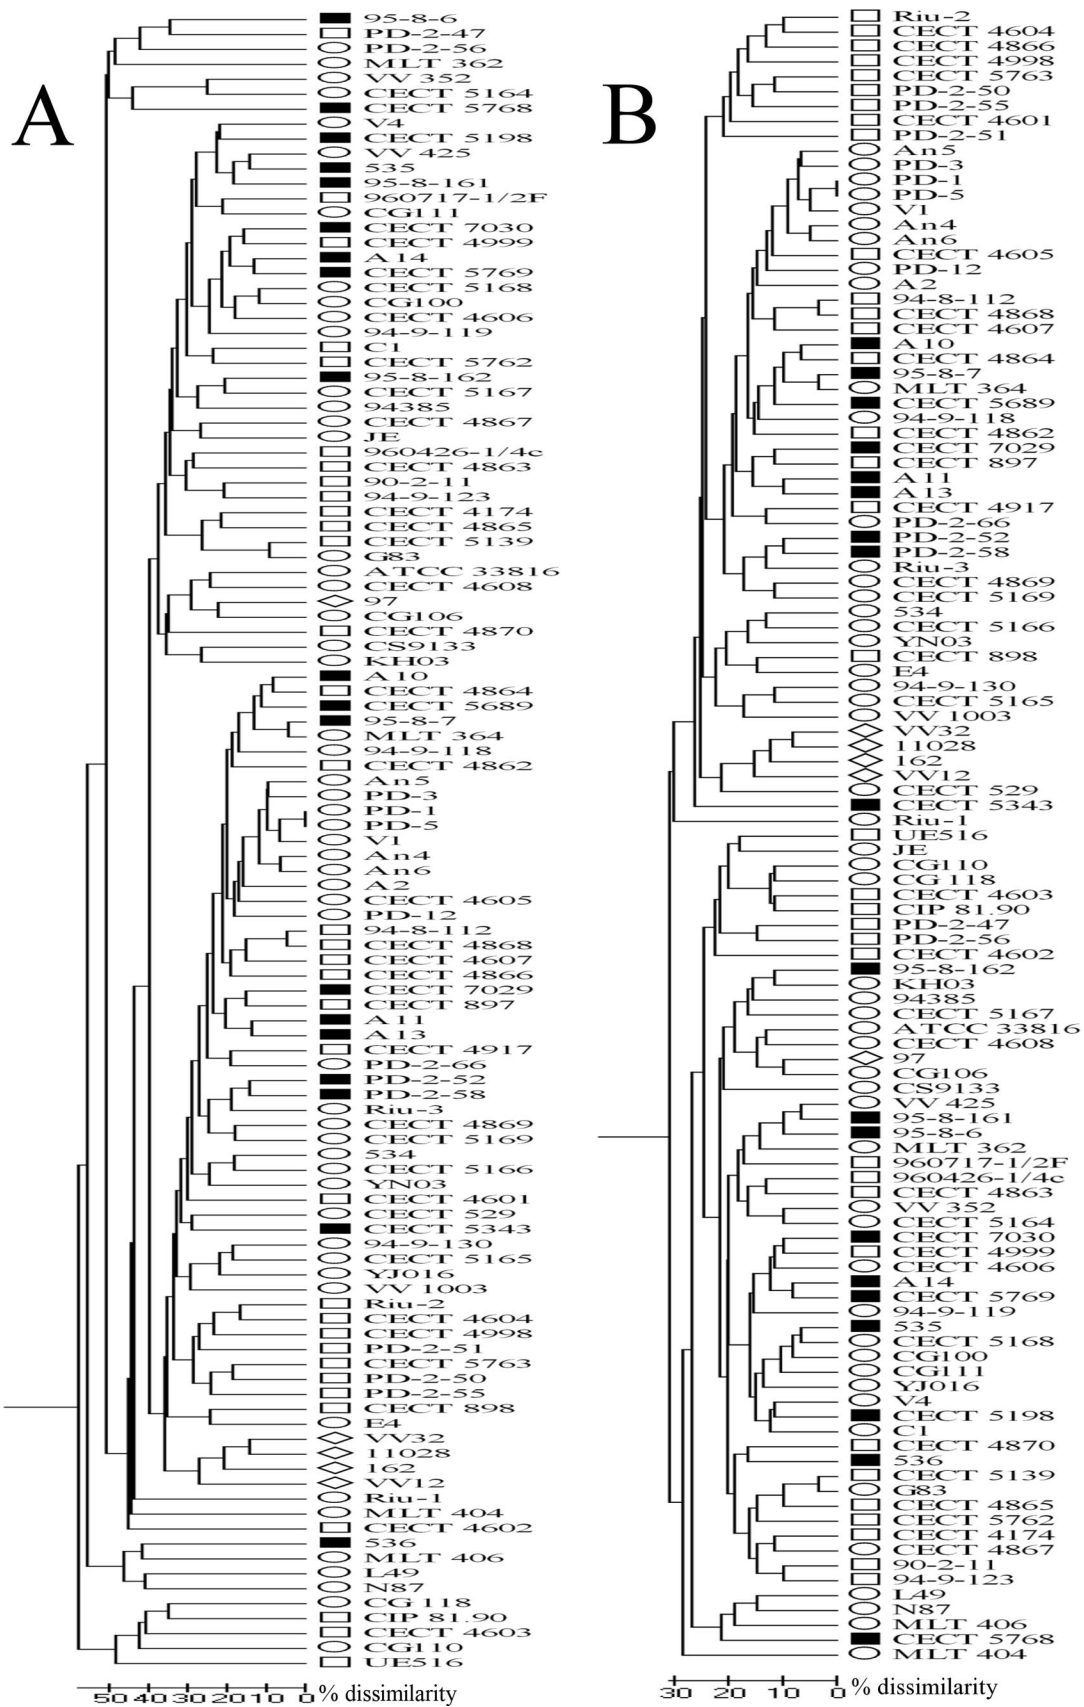 A
95-8-6
PD-2-47
PD-2-56
MLT 362
VV 352
CECT 5164
CECT 5768
V4
CECT 5198
VV 425
535
95-8-161
960717-1/2F
CG111
CECT 7030
CECT 4999
A14
CECT 5769
CECT 5168
CG100
CECT 4606
94-9-119
C1
CECT 5762
95-8-162
CECT 5167
94385
CECT 4867
JE
960426-1/4c
CECT 4863
90-2-11
94-9-123
CECT 4174
CECT 4865
CECT 5139
G83
ATCC 33816
CECT 4608
97
CG106
CECT 4870
CS9133
KH03
A10
CECT 4864
CECT 5689
95-8-7
MLT 364
94-9-118
CECT 4862
An5
PD-3
PD-1
PD-5
V1
An4
An6
A2
CECT 4605
PD-12
94-8-112
CECT 4868
CECT 4607
CECT 4866
CECT 7029
CECT 897
A11
A13
CECT 4917
PD-2-66
PD-2-52
PD-2-58
Riu-3
CECT 4869
CECT 5169
534
CECT 5166
YN03
CECT 4601
CECT 529
CECT 5343
94-9-130
CECT 5165
YJ016
VV 1003
Riu-2
CECT 4604
CECT 4998
PD-2-51
CECT 5763
PD-2-50
PD-2-55
CECT 898
E4
VV32
11028
162
VV12
Riu-1
MLT 404
CECT 4602
536
MLT 406
L49
N87
CG 118
CIP 81.90
CECT 4603
CG110
UE516
50 40 30 20 10 0 % dissimilarity
B
Riu-2
CECT 4604
CECT 4866
CECT 4998
CECT 5763
PD-2-50
PD-2-55
CECT 4601
PD-2-51
An5
PD-3
PD-1
PD-5
V1
An4
An6
CECT 4605
PD-12
A2
94-8-112
CECT 4868
CECT 4607
A10
CECT 4864
95-8-7
MLT 364
CECT 5689
94-9-118
CECT 4862
CECT 7029
CECT 897
A11
A13
CECT 4917
PD-2-66
PD-2-52
PD-2-58
Riu-3
CECT 4869
CECT 5169
534
CECT 5166
YN03
CECT 898
E4
94-9-130
CECT 5165
VV 1003
VV32
11028
162
VV12
CECT 529
CECT 5343
Riu-1
UE516
JE
CG110
CG 118
CECT 4603
CIP 81.90
PD-2-47
PD-2-56
CECT 4602
95-8-162
KH03
94385
CECT 5167
ATCC 33816
CECT 4608
97
CG106
CS9133
VV 425
95-8-161
95-8-6
MLT 362
960717-1/2F
960426-1/4c
CECT 4863
VV 352
CECT 5164
CECT 7030
CECT 4999
CECT 4606
A14
CECT 5769
94-9-119
535
CECT 5168
CG100
CG111
YJ016
V4
CECT 5198
C1
CECT 4870
536
CECT 5139
G83
CECT 4865
CECT 5762
CECT 4174
CECT 4867
90-2-11
94-9-123
L49
N87
MLT 406
CECT 5768
MLT 404
30 20 10 0 % dissimilarity